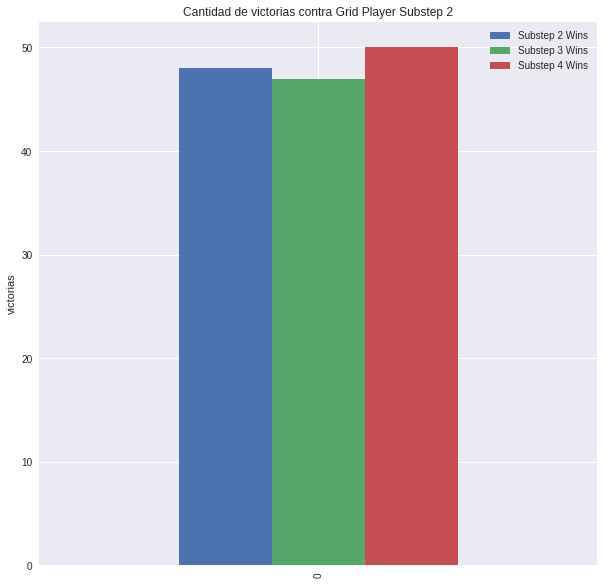 Cantidad de victorias contra Grid Player Substep 2
Substep 2 Wins
Substep 3 Wins
Substep 4 Wins
50
40
30
20
10
0
victorias
0